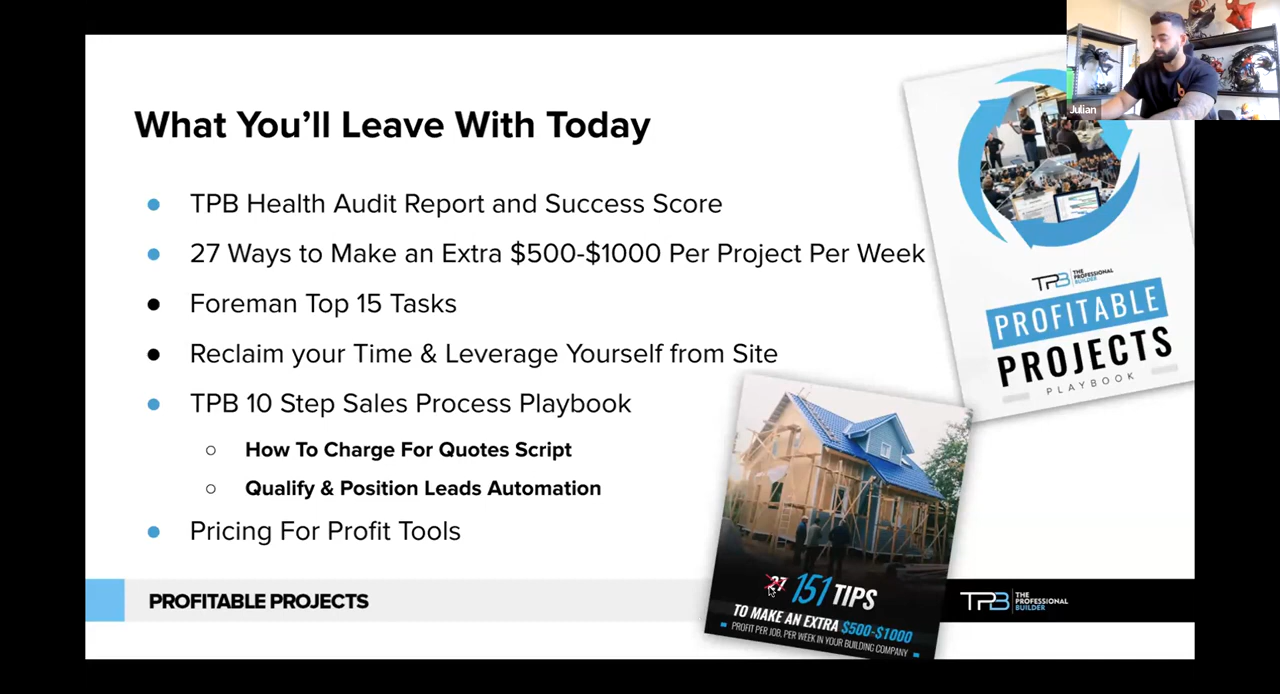 Julian
What You’ll Leave With Today
TPB Health Audit Report and Success Score
27 Ways to Make an Extra $500-$1000 Per Project Per Week
Foreman Top 15 Tasks
Reclaim your Time & Leverage Yourself from Site
TPB 10 Step Sales Process Playbook
How To Charge For Quotes Script
Qualify & Position Leads Automation
Pricing For Profit Tools
TPB THE
PROFESSIONAL
BUILDER
PROFITABLE
PROJECTS
PLAYBOOK
27 151 TIPS
TO MAKE AN EXTRA $500-$1000
PROFIT PER JOB, PER WEEK IN YOUR BUILDING COMPANY
PROFITABLE PROJECTS
TPB THE
PROFESSIONAL
BUILDER